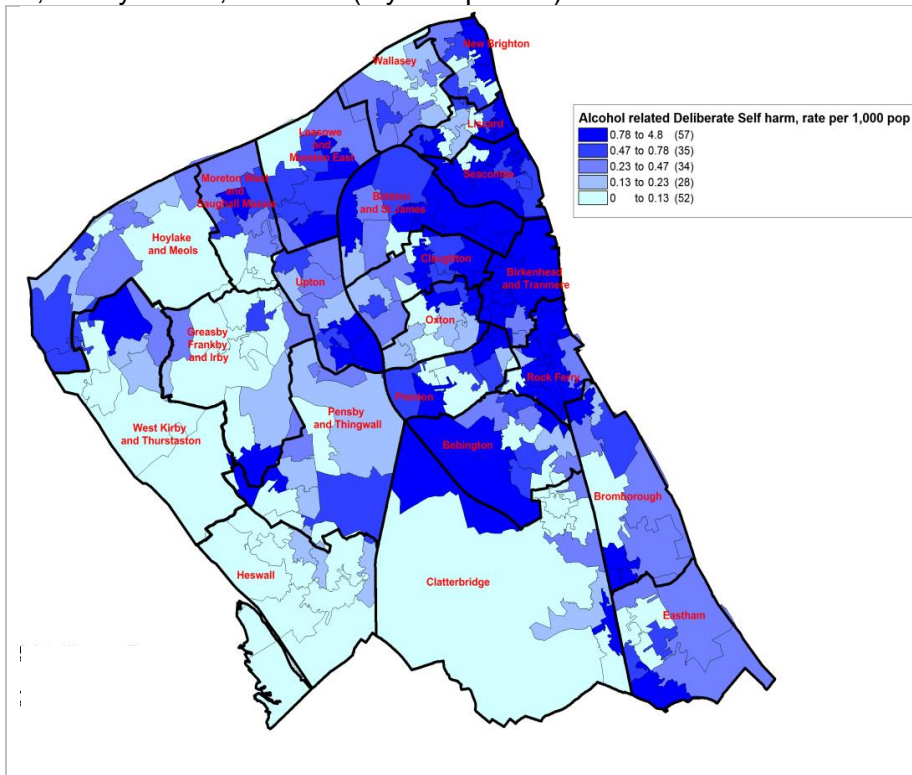 New Brighton
Wallasey
Alcohol related Deliberate Self harm, rate per 1,000 pop
0.78 to 4.8 (57)
0.47 to 0.78 (35)
0.23 to 0.47 (34)
0.13 to 0.23 (28)
0 to 0.13 (52)
Liscard
Leasowe
and
Moreton East
Seacombe
Moreton West
and
Saughall Massie
Bidston
and St James
Hoylake
and Meols
Claughton
Birkenhead
and Tranmere
Upton
Oxton
Greasby
Frankby
and Irby
Rock Ferry
Prenton
Pensby
and Thingwall
West Kirby
and Thurstaston
Bebington
Bromborough
Heswall
Clatterbridge
Eastham